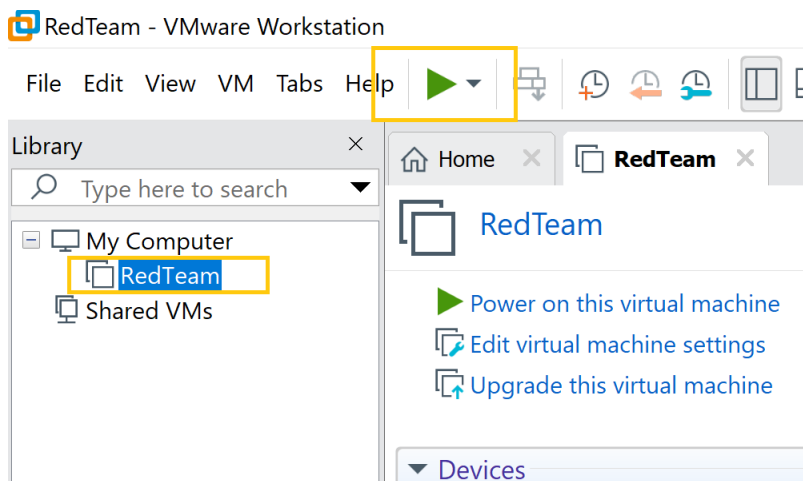 RedTeam - VMware Workstation
File Edit View VM Tabs Help
Library
Type here to search
My Computer
RedTeam
Shared VMs
Home
RedTeam
RedTeam
Power on this virtual machine
Edit virtual machine settings
Upgrade this virtual machine
Devices